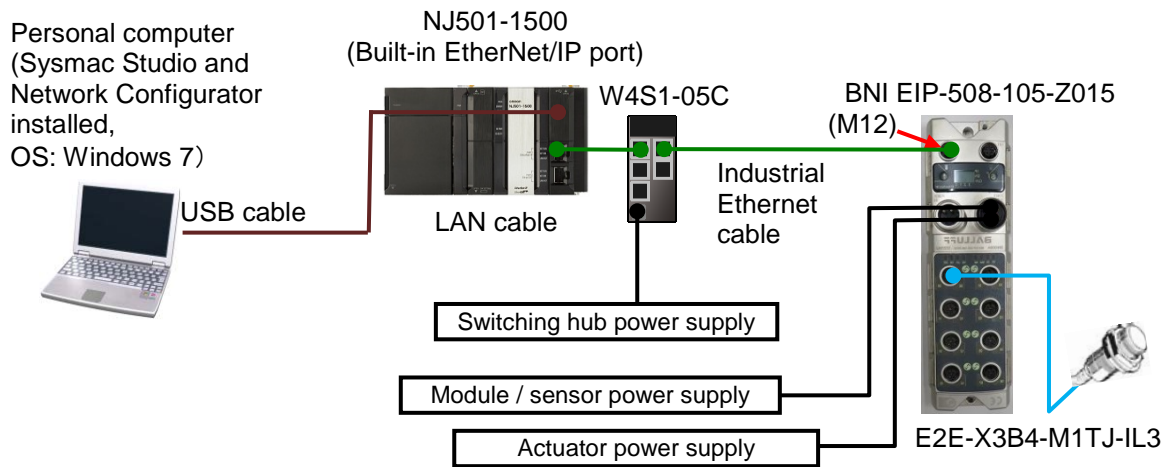 Personal computer
(Sysmac Studio and
Network Configurator
installed,
OS: Windows 7）
NJ501-1500
(Built-in EtherNet/IP port)
W4S1-05C
BNI EIP-508-105-Z015
(M12)
USB cable
LAN cable
Industrial
Ethernet
cable
BALLUFF
Switching hub power supply
Module / sensor power supply
Actuator power supply
E2E-X3B4-M1TJ-IL3